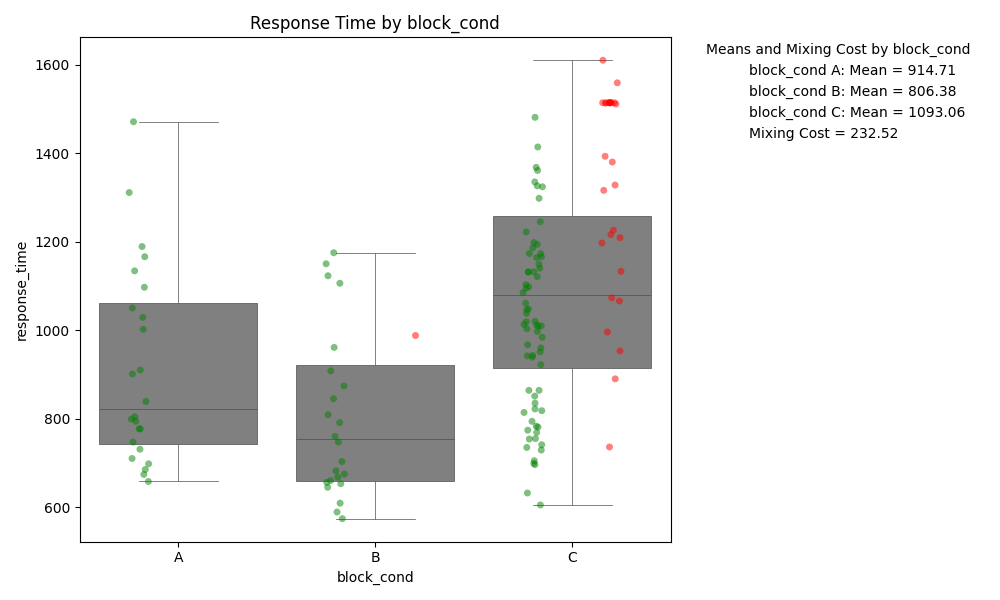 Response Time by block_cond
Means and Mixing Cost by block_cond
block_cond A: Mean = 914.71
block_cond B: Mean = 806.38
block_cond C: Mean = 1093.06
Mixing Cost = 232.52
response_time
1600
1400
1200
1000
800
600
A
B
C
block_cond